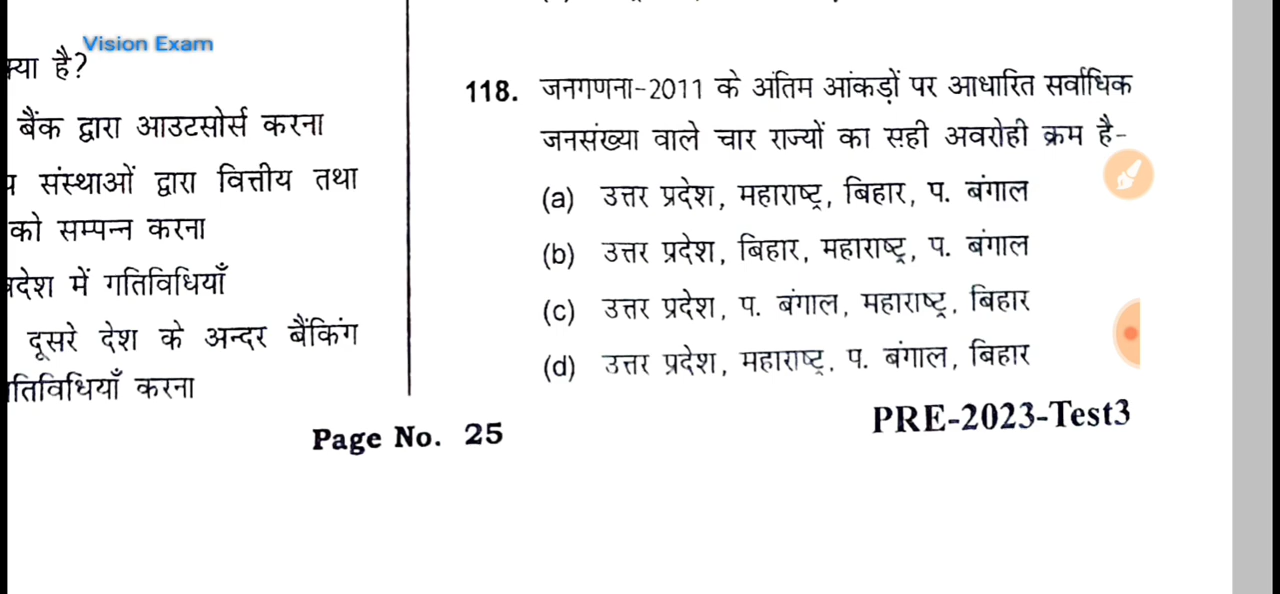 Vision Exam
क्या है?
बैंक द्वारा आउटसोर्स करना
संस्थाओं द्वारा वित्तीय तथा
को सम्पन्न करना
में गतिविधियाँ
दूसरे देश के अन्दर बैंकिंग
करना
118. जनगणना-2011 के अंतिम आंकड़ों पर आधारित सर्वाधिक
जनसंख्या वाले चार राज्यों का सही अवरोही क्रम है-
(a) उत्तर प्रदेश, महाराष्ट्र, बिहार, प. बंगाल
(b) उत्तर प्रदेश, बिहार, महाराष्ट्र, प. बंगाल
(c) उत्तर प्रदेश, प. बंगाल, महाराष्ट्र, बिहार
(d) उत्तर प्रदेश, महाराष्ट्र, प. बंगाल, बिहार
Page No. 25
PRE-2023-Test3